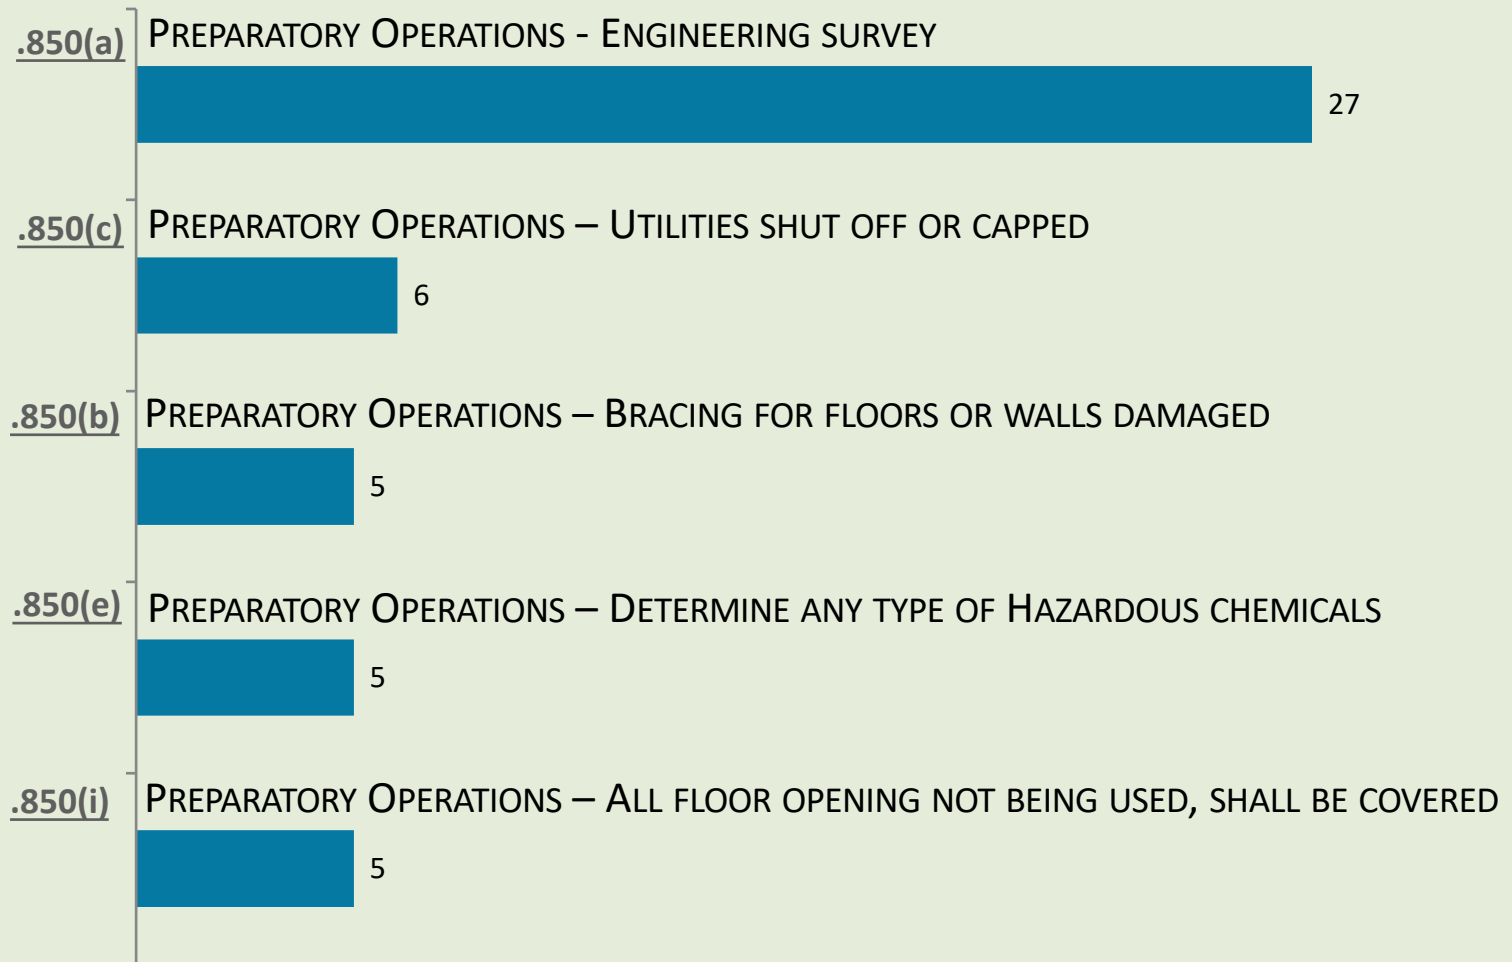 .850(a) Preparatory Operations - Engineering survey
27
.850(c) Preparatory Operations – Utilities shut off or capped
6
.850(b) Preparatory Operations – Bracing for floors or walls damaged
5
.850(e) Preparatory Operations – Determine any type of Hazardous chemicals
5
.850(i) Preparatory Operations – All floor opening not being used, shall be covered
5